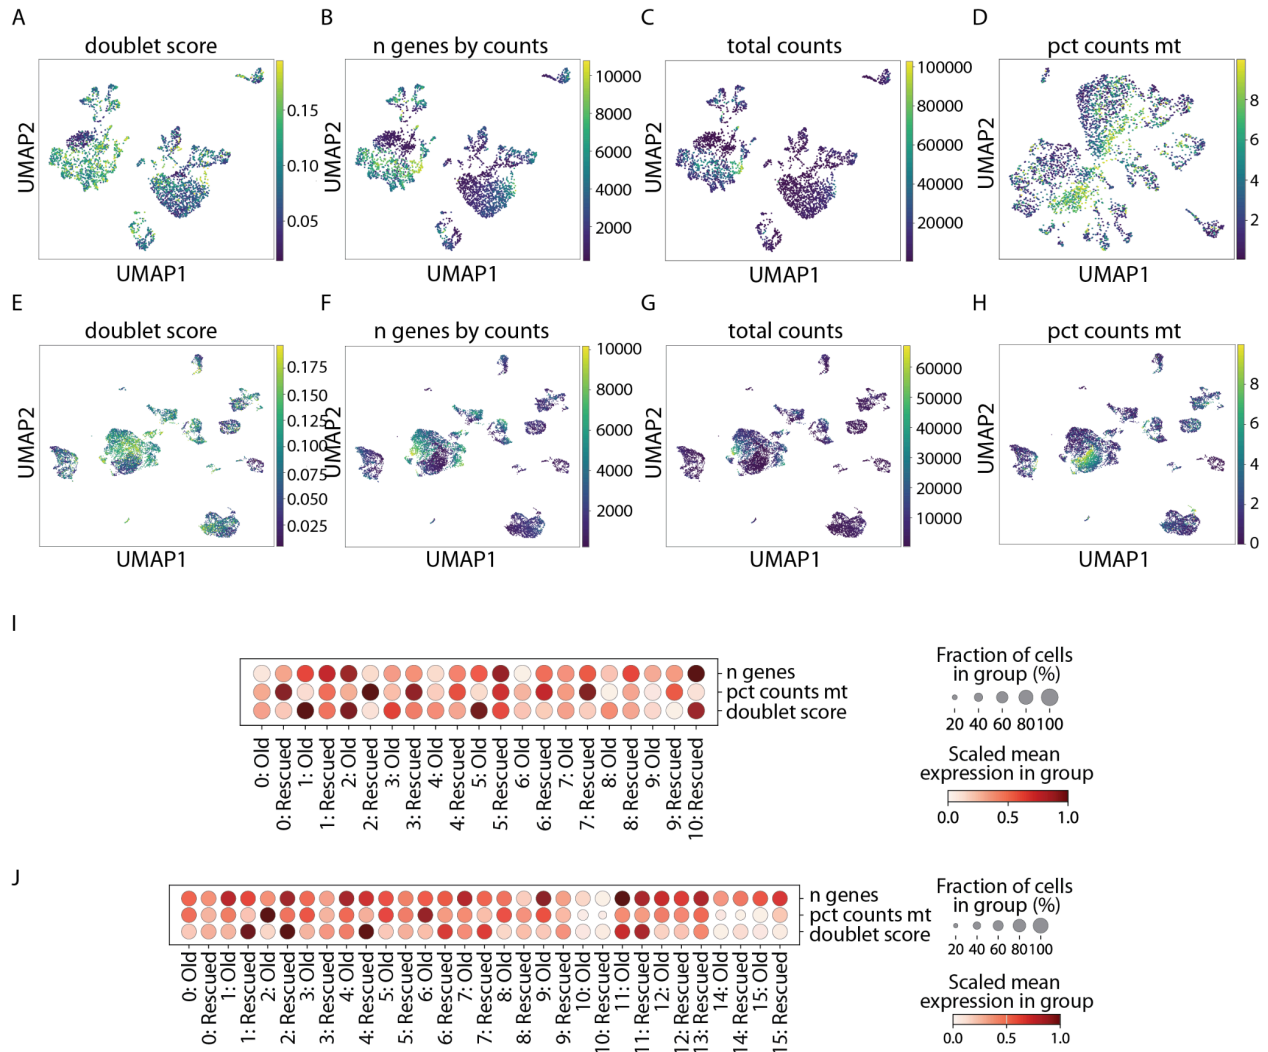 A
B
C
D
doublet score
n genes by counts
total counts
pct counts mt
UMAP2
0.15
0.10
0.05
UMAP1
UMAP2
10000
8000
6000
4000
2000
UMAP1
UMAP2
100000
80000
60000
40000
20000
UMAP1
UMAP2
8
6
4
2
UMAP1
E
F
G
H
doublet score
n genes by counts
total counts
pct counts mt
UMAP2
0.175
0.150
0.125
0.100
0.075
0.050
0.025
UMAP1
UMAP2
10000
8000
6000
4000
2000
UMAP1
UMAP2
60000
50000
40000
30000
20000
10000
UMAP1
UMAP2
8
6
4
2
0
UMAP1
I
n genes
pct counts mt
doublet score
0: Old
0: Rescued
1: Old
1: Rescued
2: Old
2: Rescued
3: Old
3: Rescued
4: Old
4: Rescued
5: Old
5: Rescued
6: Old
6: Rescued
7: Old
7: Rescued
8: Old
8: Rescued
9: Old
9: Rescued
10: Rescued
Fraction of cells
in group (%)
20 40 60 80 100
Scaled mean
expression in group
0.0 0.5 1.0
J
n genes
pct counts mt
doublet score
0: Old
0: Rescued
1: Old
1: Rescued
2: Old
2: Rescued
3: Old
3: Rescued
4: Old
4: Rescued
5: Old
5: Rescued
6: Old
6: Rescued
7: Old
7: Rescued
8: Old
8: Rescued
9: Old
9: Rescued
10: Old
10: Rescued
11: Old
11: Rescued
12: Old
12: Rescued
13: Rescued
14: Old
14: Rescued
15: Old
15: Rescued
Fraction of cells
in group (%)
20 40 60 80 100
Scaled mean
expression in group
0.0 0.5 1.0